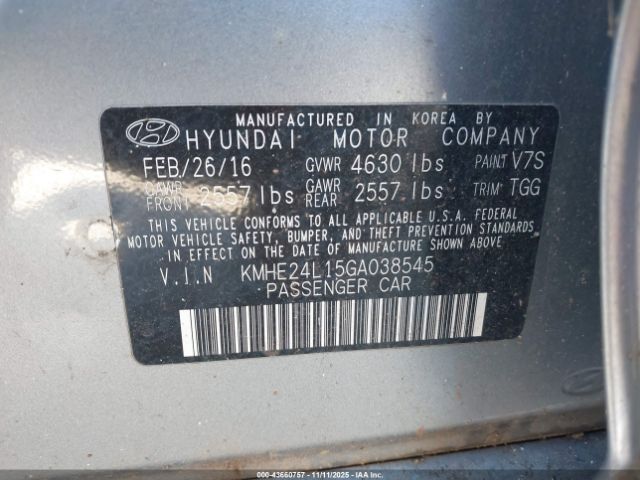 MANUFACTURED IN KOREA BY
HYUNDAI MOTOR COMPANY
FEB/26/16 GVWR 4630 lbs PAINT V7S
GAWR FRONT 2557 lbs GAWR REAR 2557 lbs TRIM TGG
THIS VEHICLE CONFORMS TO ALL APPLICABLE U.S.A. FEDERAL
MOTOR VEHICLE SAFETY, BUMPER, AND THEFT PREVENTION STANDARDS
IN EFFECT ON THE DATE OF MANUFACTURE SHOWN ABOVE.
V.I.N KMHE24L15GA038545
PASSENGER CAR
© IAA - 43660757 - 11/11/2025 - IAAI.COM